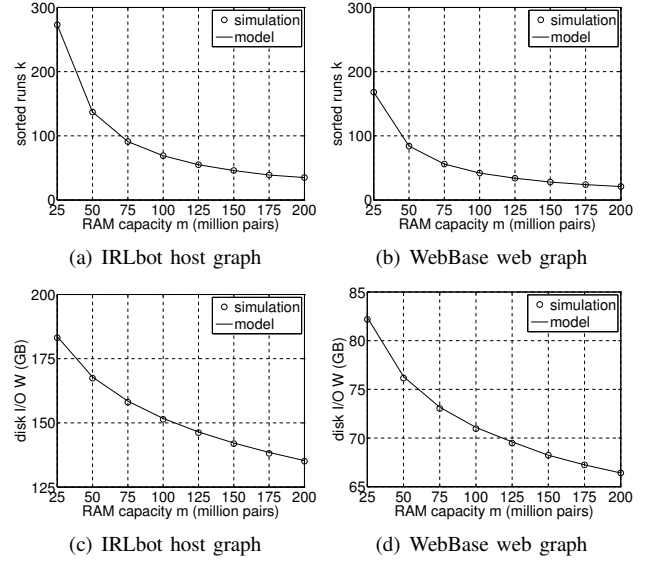 300
200
100
0
sorted runs k
simulation
model
25 50 75 100 125 150 175 200
RAM capacity m (million pairs)
(a) IRLbot host graph
300
200
100
0
sorted runs k
simulation
model
25 50 75 100 125 150 175 200
RAM capacity m (million pairs)
(b) WebBase web graph
200
175
150
125
disk I/O W (GB)
simulation
model
25 50 75 100 125 150 175 200
RAM capacity m (million pairs)
(c) IRLbot host graph
85
80
75
70
65
disk I/O W (GB)
simulation
model
25 50 75 100 125 150 175 200
RAM capacity m (million pairs)
(d) WebBase web graph